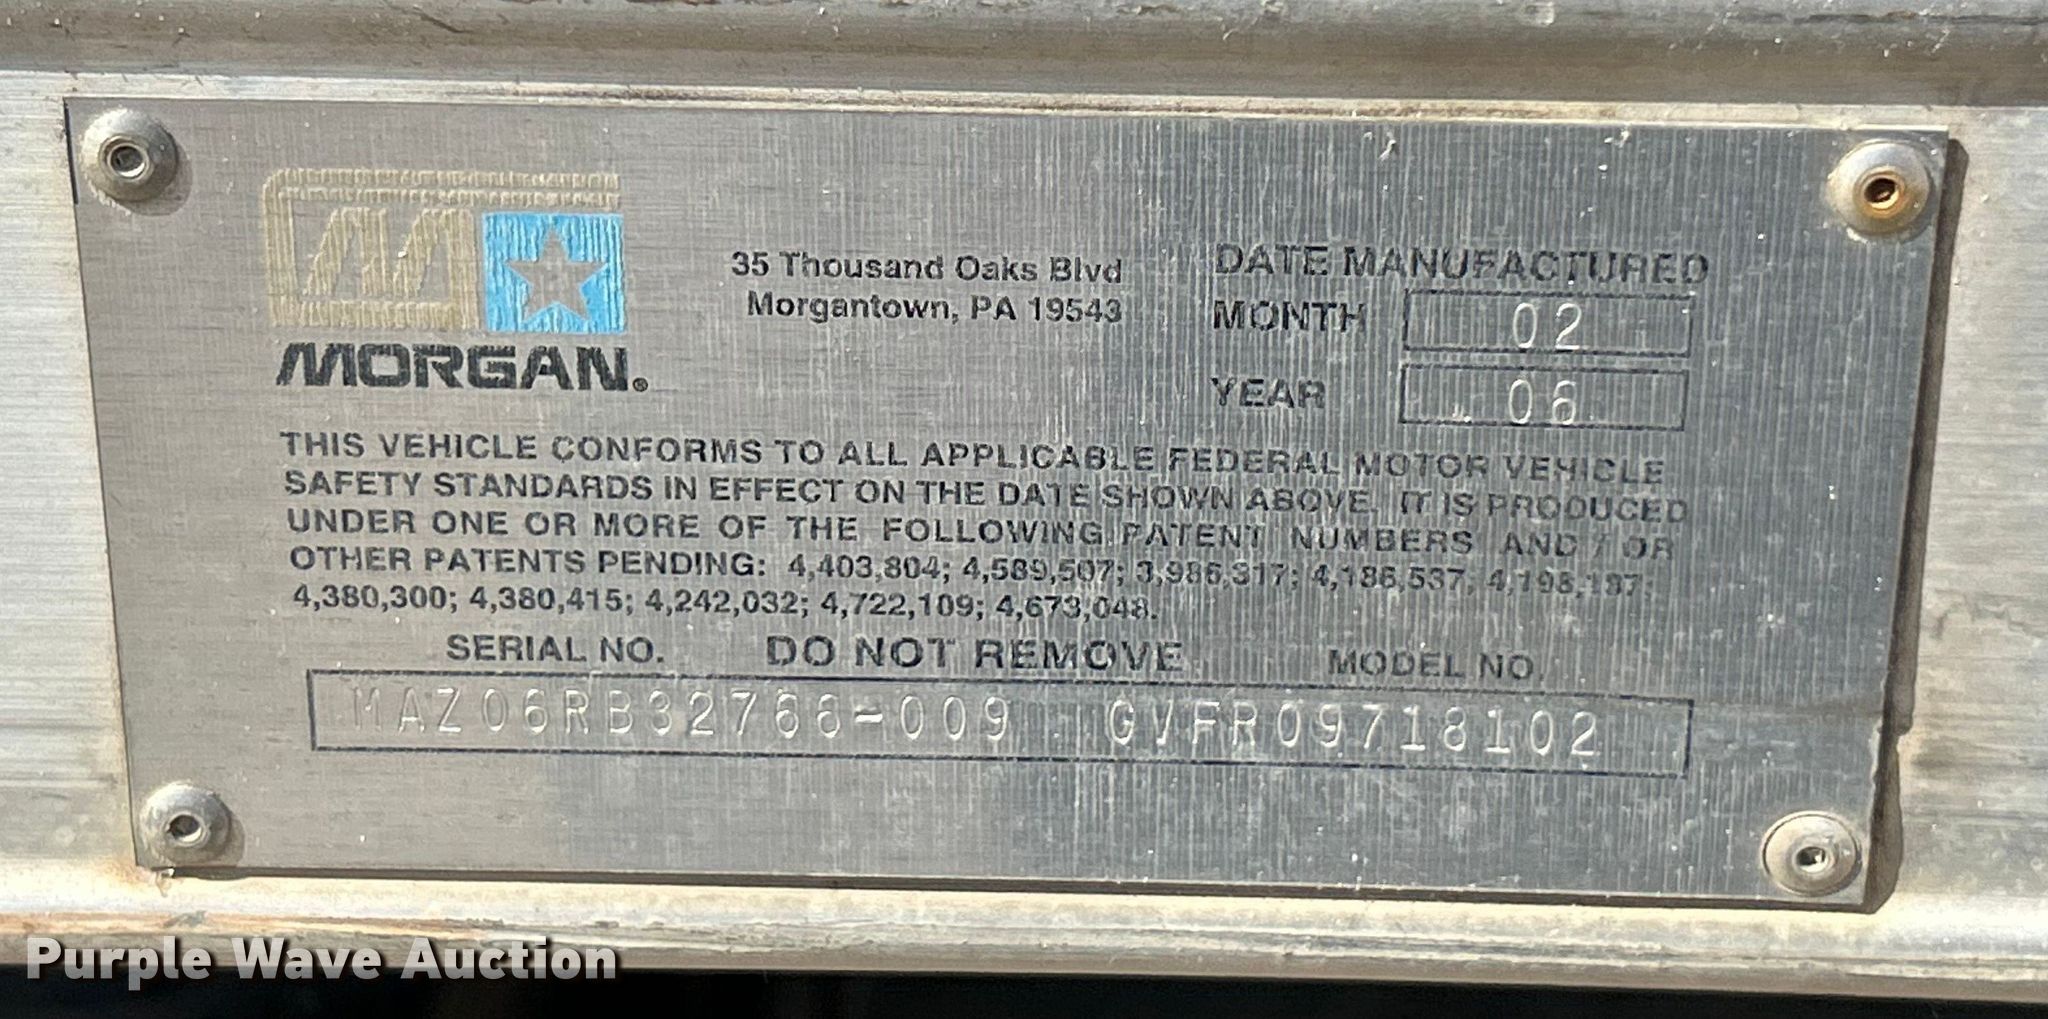 MORGAN®
35 Thousand Oaks Blvd
Morgantown, PA 19543
DATE MANUFACTURED
MONTH 02
YEAR 06
THIS VEHICLE CONFORMS TO ALL APPLICABLE FEDERAL MOTOR VEHICLE
SAFETY STANDARDS IN EFFECT ON THE DATE SHOWN ABOVE. IT IS PRODUCED
UNDER ONE OR MORE OF THE FOLLOWING PATENT NUMBERS AND / OR
OTHER PATENTS PENDING: 4,403,804; 4,589,507; 3,986,317; 4,186,537; 4,198,187;
4,380,300; 4,380,415; 4,242,032; 4,722,109; 4,673,048.
SERIAL NO. DO NOT REMOVE MODEL NO.
MAZ06RB32766-009 GVFR09718102
Purple Wave Auction